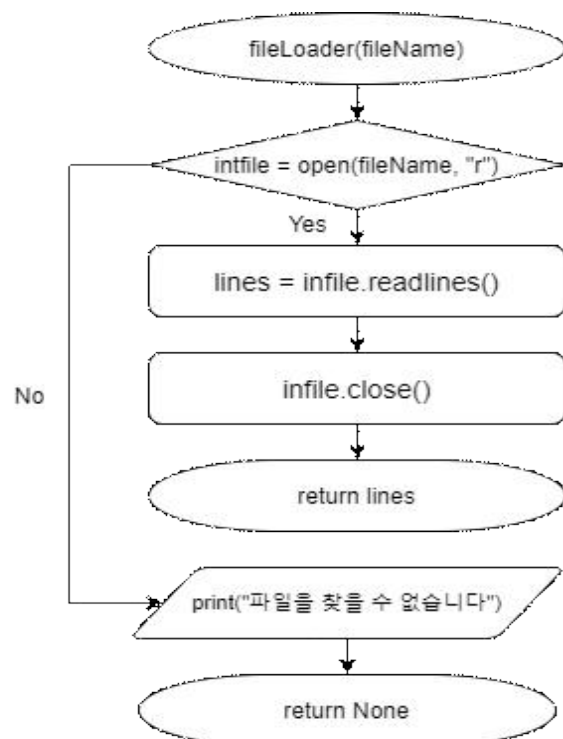 fileLoader(fileName)
intfile = open(fileName, "r")
Yes
lines = infile.readlines()
infile.close()
No
return lines
print("파일을 찾을 수 없습니다")
return None